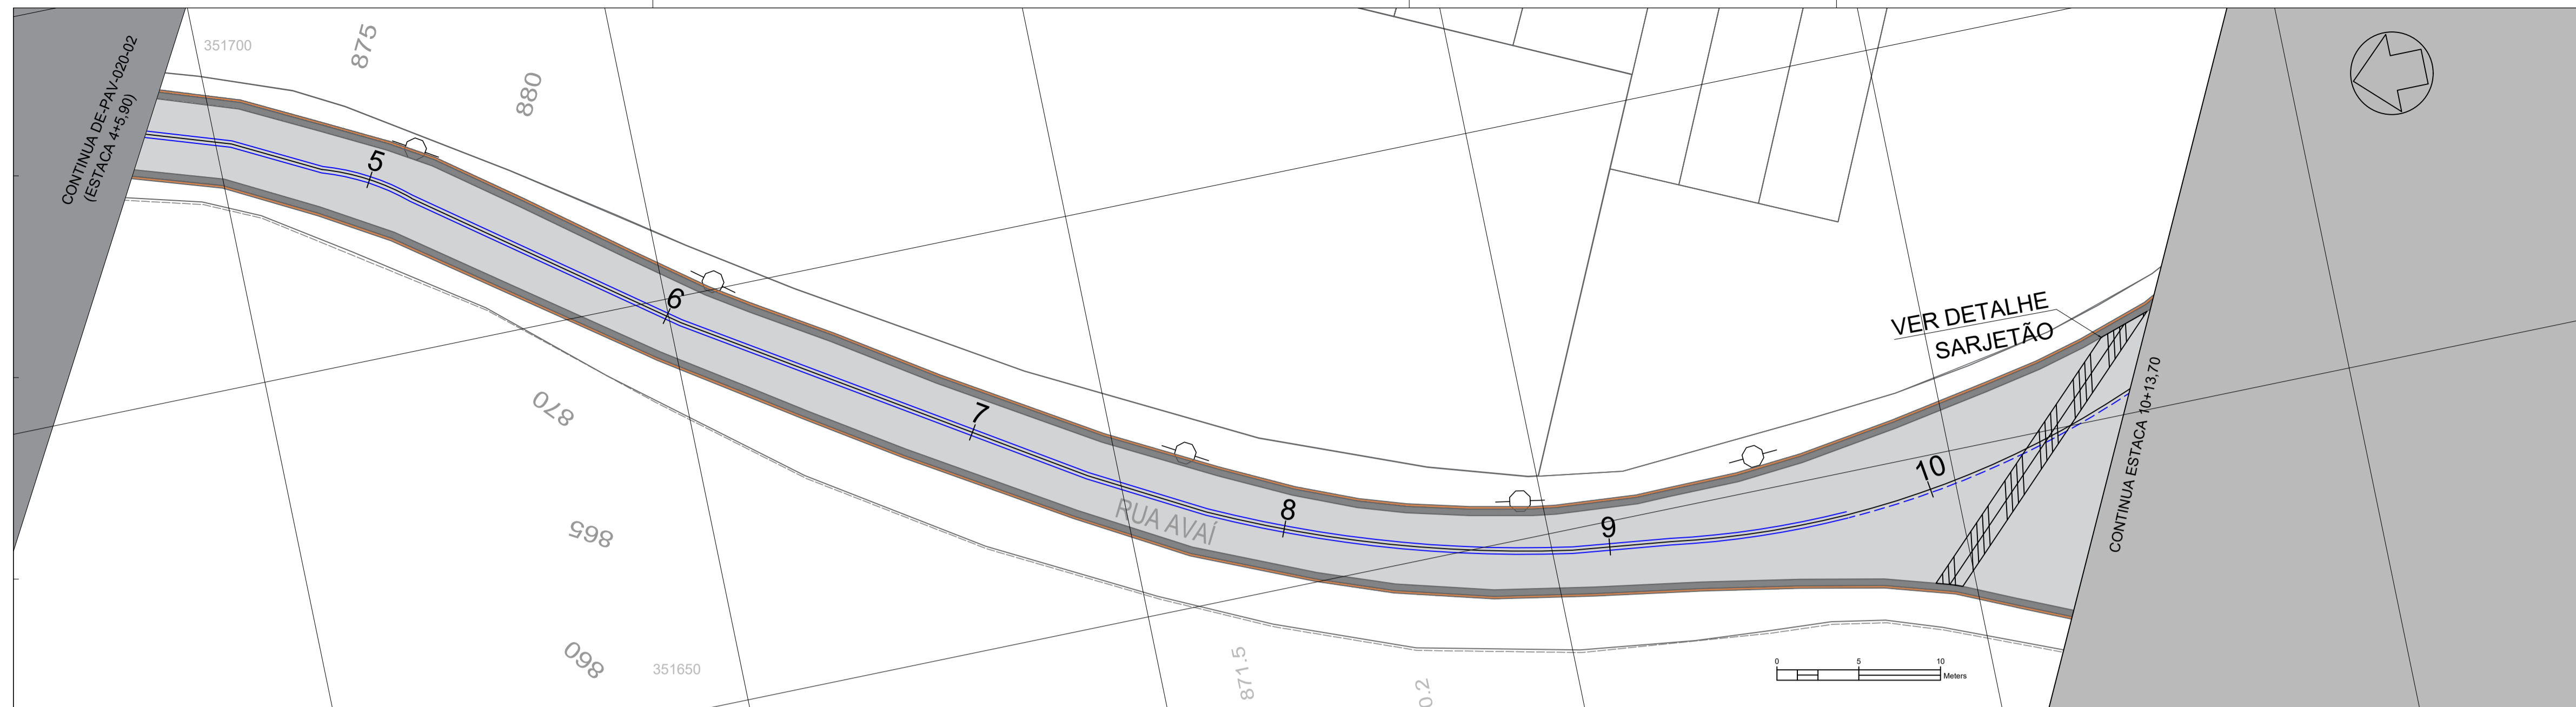 CONTINUA DE-PAV-020-02
(ESTACA 4+5,90)
351700
875
880
5
6
7
8
9
10
VER DETALHE
SARJETÃO
CONTINUA ESTACA 10+13,70
RUA AVAÍ
870
865
860
351650
871.5
0.2
0 5 10
Meters